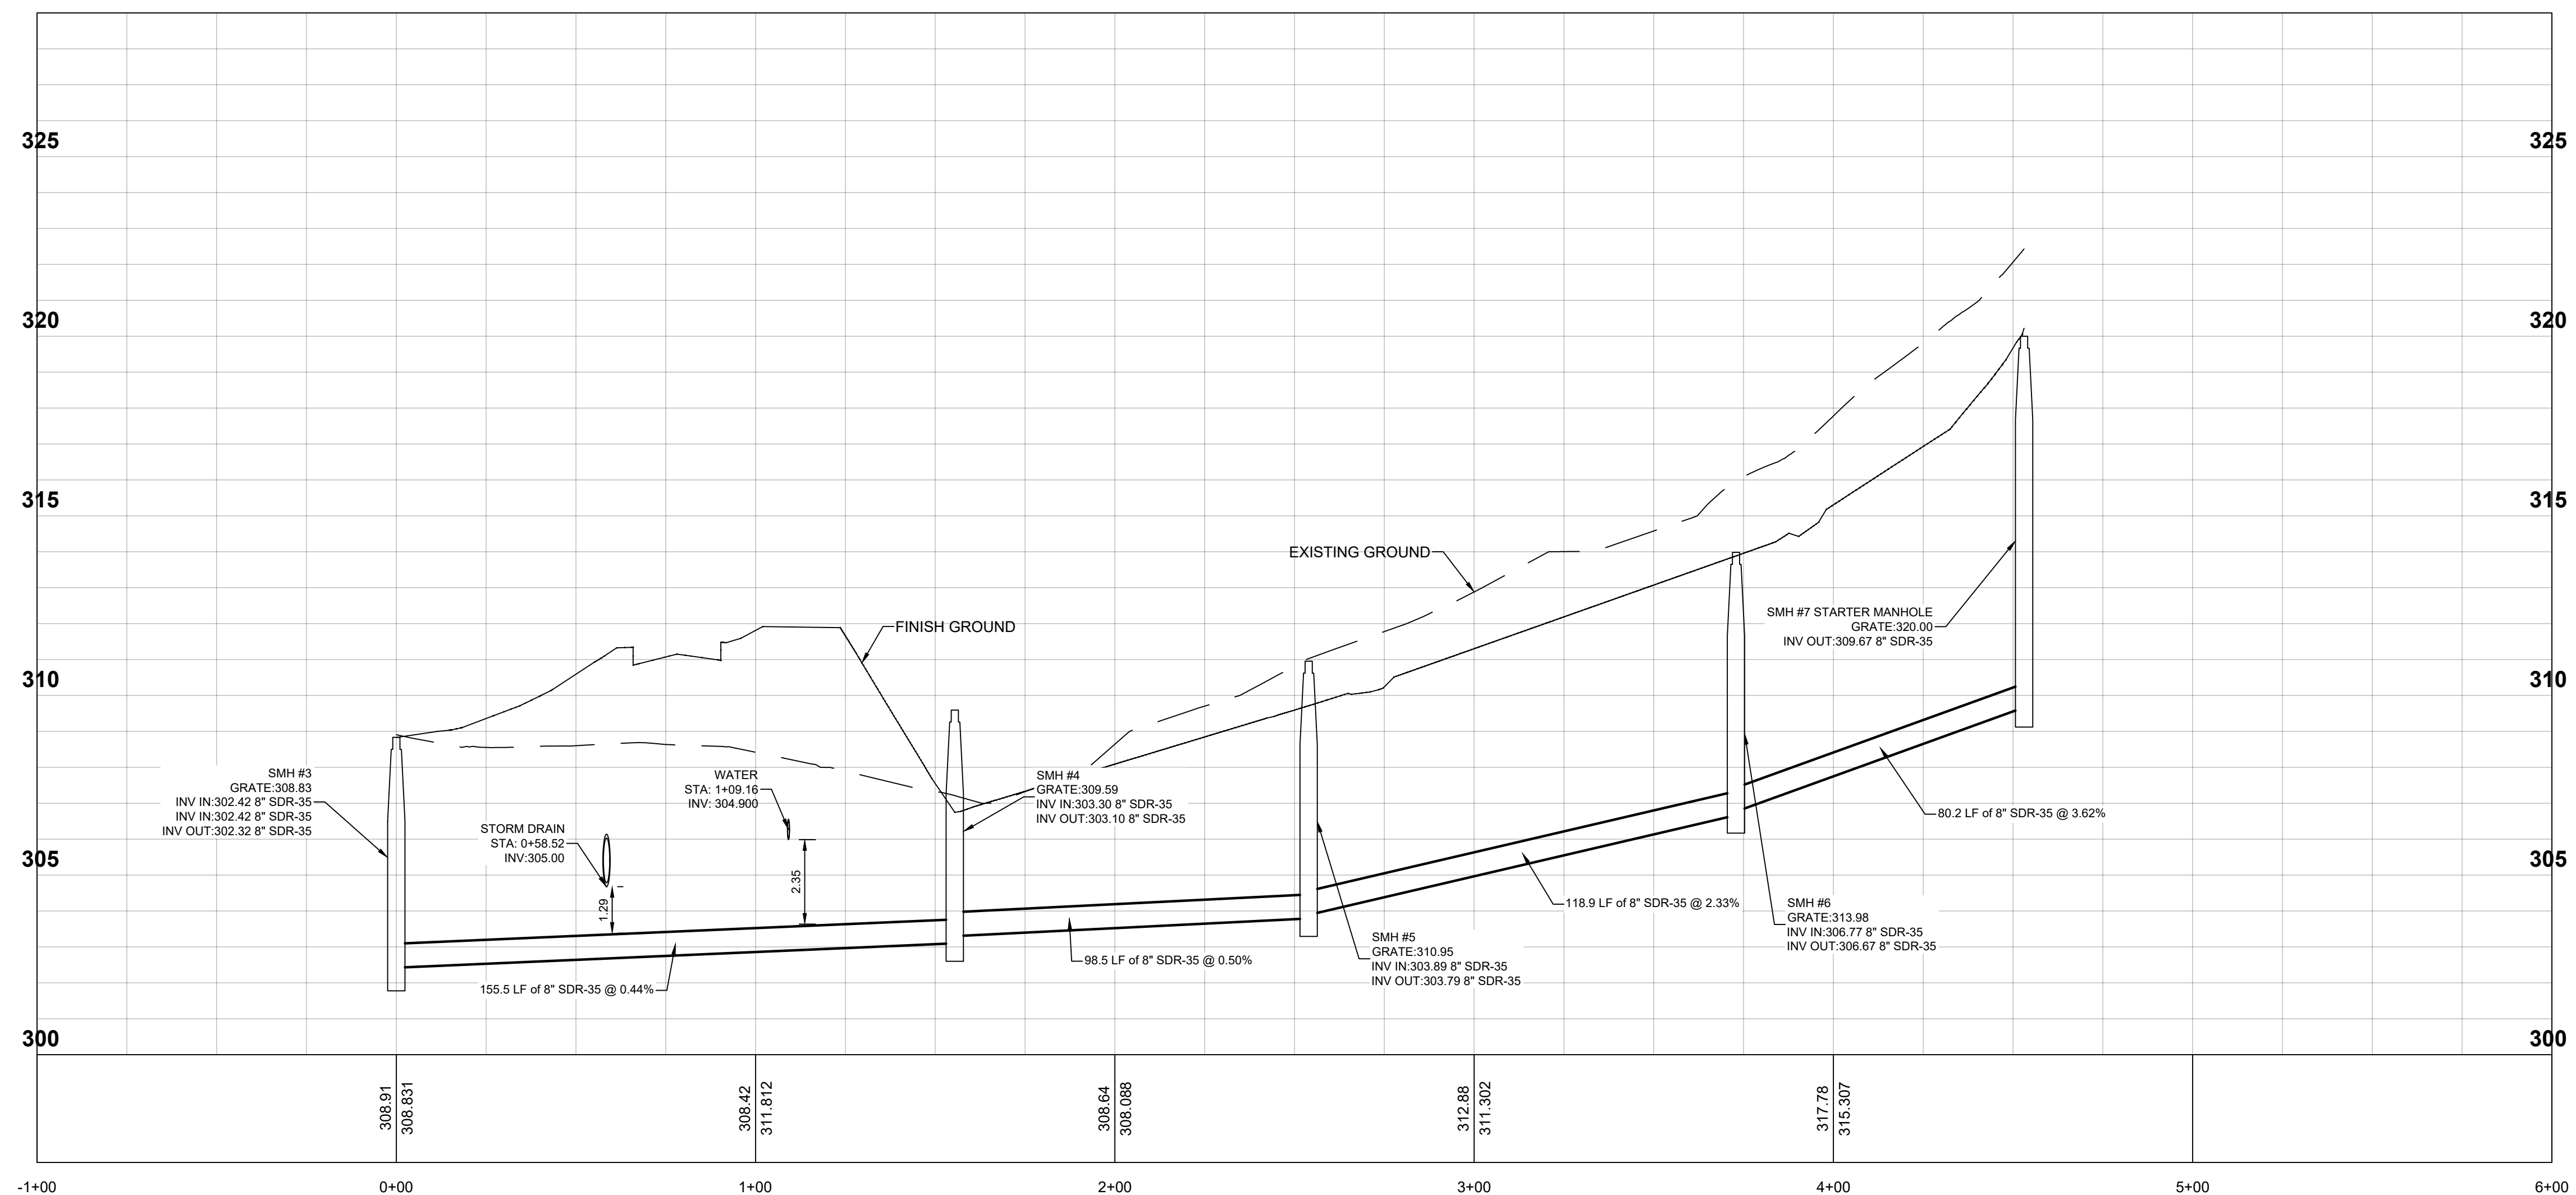 325
325
320
320
315
315
310
310
305
305
300
300
EXISTING GROUND
FINISH GROUND
SMH #3
GRATE:308.83
INV IN:302.42 8" SDR-35
INV IN:302.42 8" SDR-35
INV OUT:302.32 8" SDR-35
STORM DRAIN
STA: 0+58.52
INV:305.00
1.29
WATER
STA: 1+09.16
INV: 304.900
2.35
SMH #4
GRATE:309.59
INV IN:303.30 8" SDR-35
INV OUT:303.10 8" SDR-35
SMH #7 STARTER MANHOLE
GRATE:320.00
INV OUT:309.67 8" SDR-35
155.5 LF of 8" SDR-35 @ 0.44%
98.5 LF of 8" SDR-35 @ 0.50%
SMH #5
GRATE:310.95
INV IN:303.89 8" SDR-35
INV OUT:303.79 8" SDR-35
118.9 LF of 8" SDR-35 @ 2.33%
SMH #6
GRATE:313.98
INV IN:306.77 8" SDR-35
INV OUT:306.67 8" SDR-35
80.2 LF of 8" SDR-35 @ 3.62%
308.91
308.831
308.42
311.812
308.64
308.088
312.88
311.302
317.78
315.307
-1+00
0+00
1+00
2+00
3+00
4+00
5+00
6+00